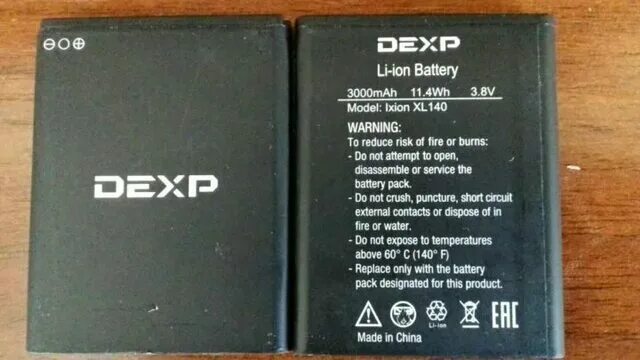 DEXP
DEXP
Li-ion Battery
3000mAh 11.4Wh 3.8V
Model: Ixion XL140
WARNING:
To reduce risk of fire or burns:
- Do not attempt to open,
disassemble or service the
battery pack.
- Do not crush, puncture, short circuit
external contacts or dispose of in
fire or water.
- Do not expose to temperatures
above 60° C (140° F)
- Replace only with the battery
pack designated for this product.
Li-ion
EAC
Made in China